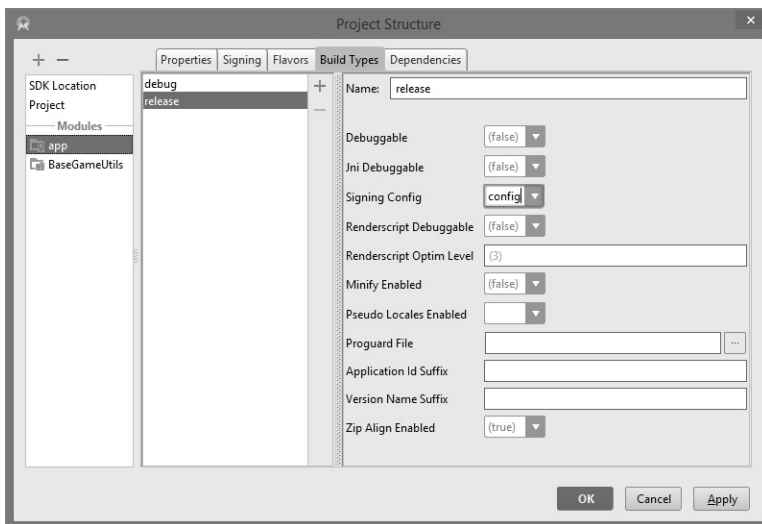 Project Structure
Properties Signing Flavors Build Types Dependencies
SDK Location
Project
Modules
app
BaseGameUtils
debug
release
Name: release
Debuggable (false)
Jni Debuggable (false)
Signing Config config
Renderscript Debuggable (false)
Renderscript Optim Level (3)
Minify Enabled (false)
Pseudo Locales Enabled
Proguard File ...
Application Id Suffix
Version Name Suffix
Zip Align Enabled (true)
OK Cancel Apply